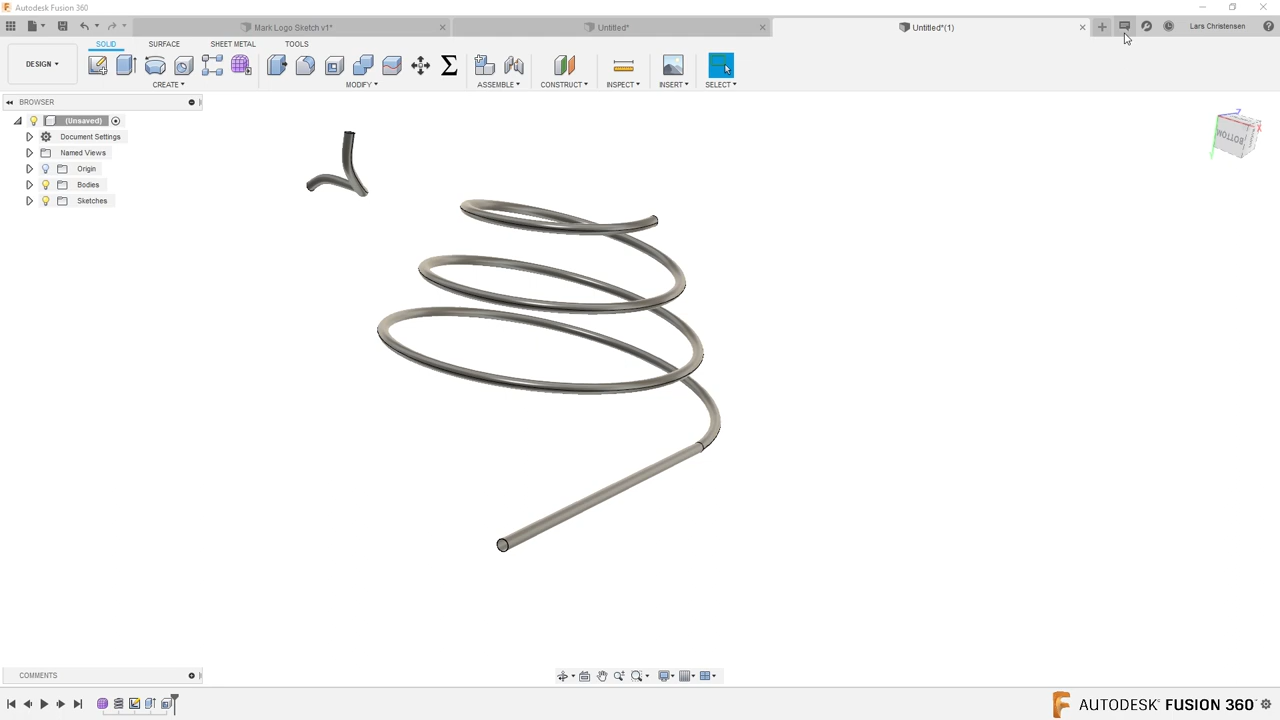 Autodesk Fusion 360
Mark Logo Sketch v1*
Untitled*
Untitled*(1)
Lars Christensen
DESIGN
SOLID
SURFACE
SHEET METAL
TOOLS
CREATE
MODIFY
ASSEMBLE
CONSTRUCT
INSPECT
INSERT
SELECT
BROWSER
(Unsaved)
Document Settings
Named Views
Origin
Bodies
Sketches
BOTTOM
Z
X
Y
COMMENTS
AUTODESK® FUSION 360™